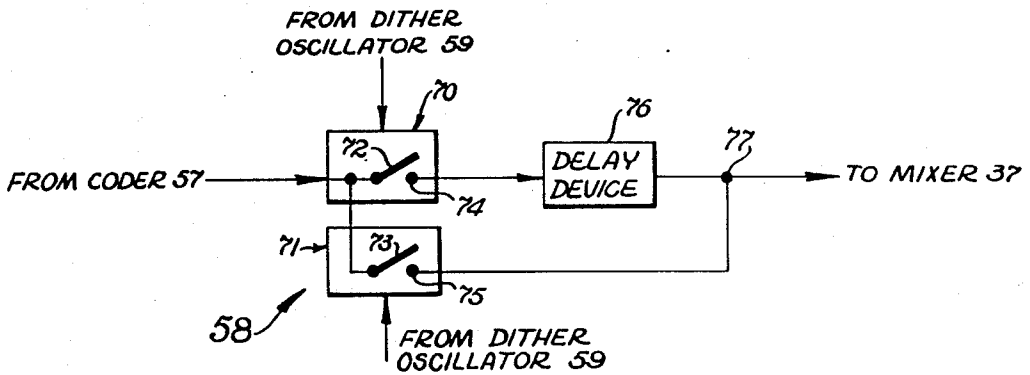 FROM DITHER
OSCILLATOR 59
70
76
77
72
FROM CODER 57
DELAY
DEVICE
TO MIXER 37
74
71
73
75
58
FROM DITHER
OSCILLATOR 59